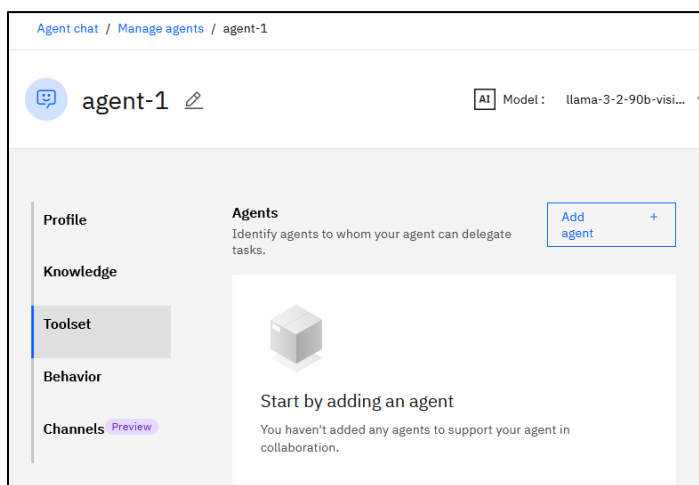 Agent chat / Manage agents / agent-1
agent-1
AI Model : llama-3-2-90b-visi...
Profile
Knowledge
Toolset
Behavior
Channels Preview
Agents
Identify agents to whom your agent can delegate
tasks.
Add
agent
+
Start by adding an agent
You haven't added any agents to support your agent in
collaboration.